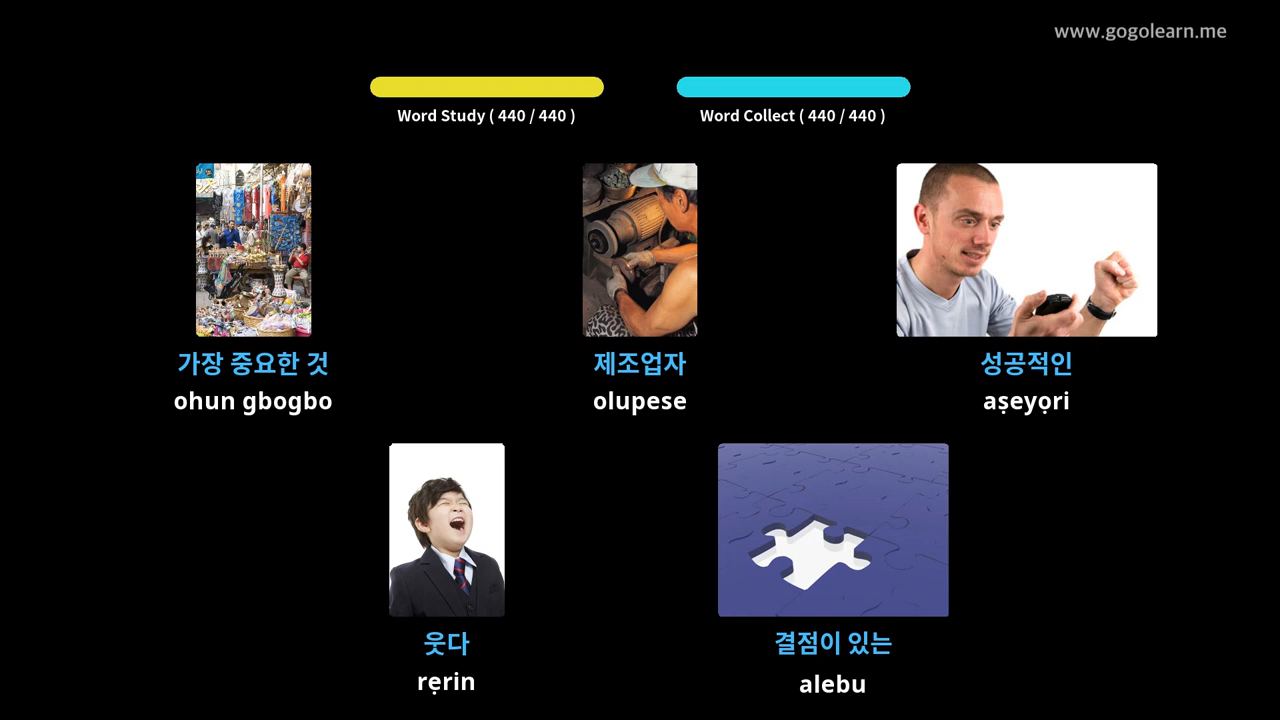 www.gogolearn.me
Word Study ( 440 / 440 )
Word Collect ( 440 / 440 )
가장 중요한 것
ohun gbogbo
제조업자
olupese
성공적인
aṣeyọri
웃다
rẹrin
결점이 있는
alebu